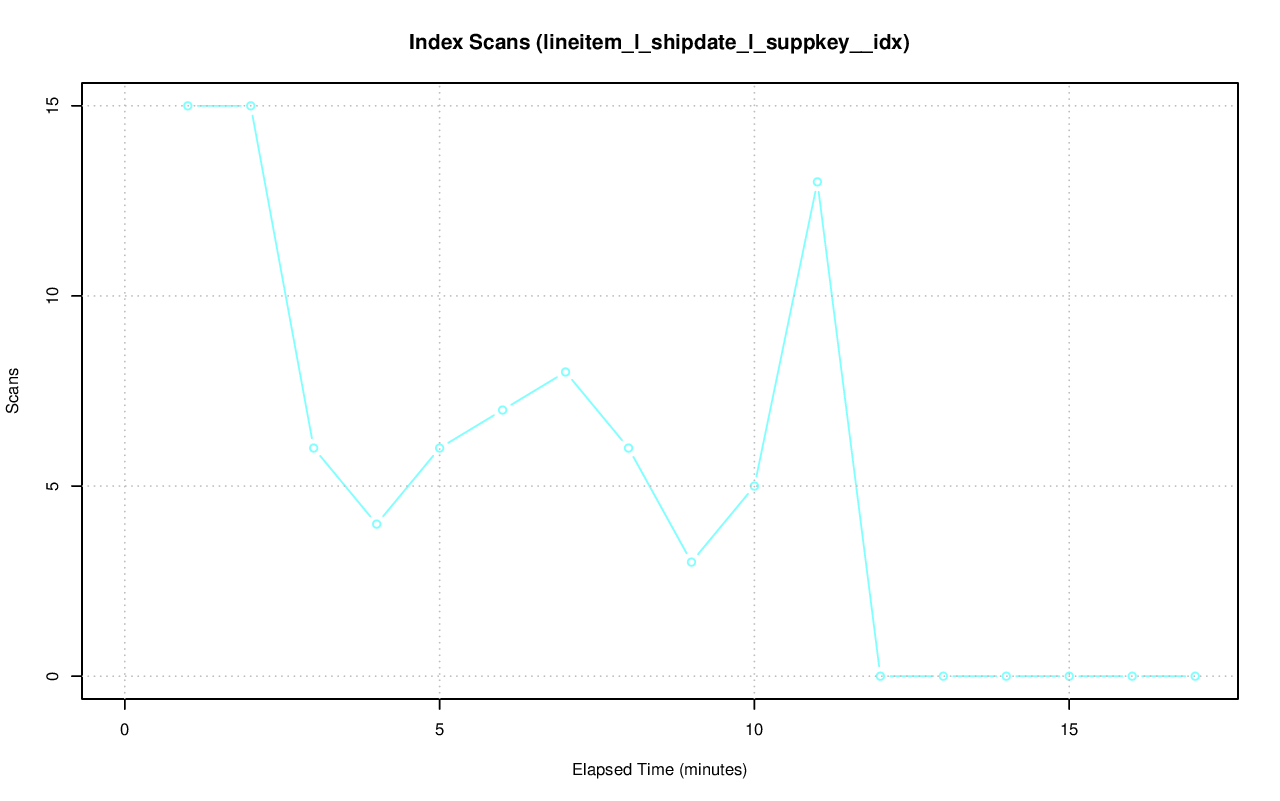 Index Scans (lineitem_l_shipdate_l_suppkey__idx)
15
10
5
0
Scans
0 5 10 15
Elapsed Time (minutes)